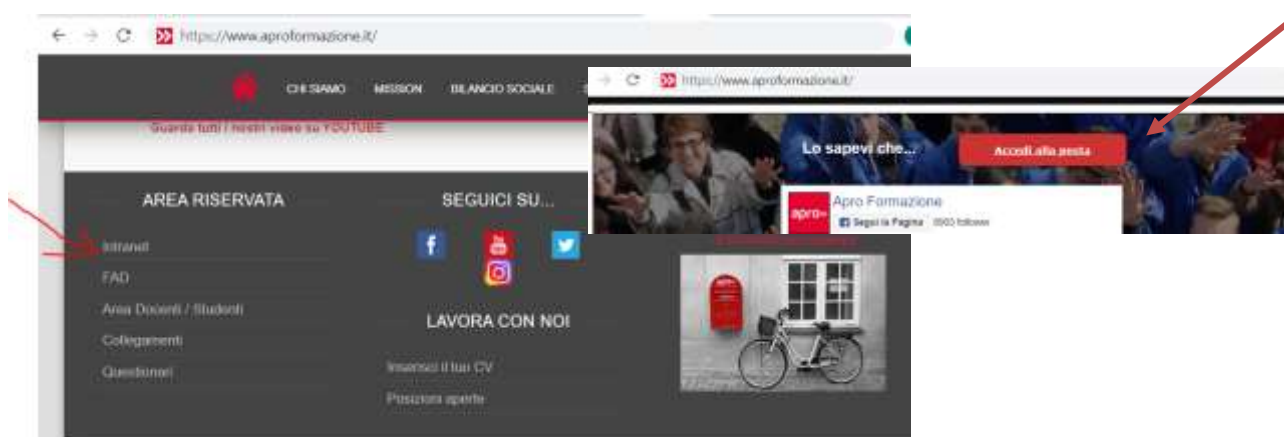 https://www.aproformazione.it/
CHI SIAMO MISSION BILANCIO SOCIALE
Guarda tutti i nostri video su YOUTUBE
AREA RISERVATA
Intranet
FAD
Area Docenti / Studenti
Collegamenti
Questionari
SEGUICI SU...
LAVORA CON NOI
Inserisci il tuo CV
Posizioni aperte
https://www.aproformazione.it/
Lo sapevi che...
Accedi alla posta
apro
Apro Formazione
Segui la Pagina